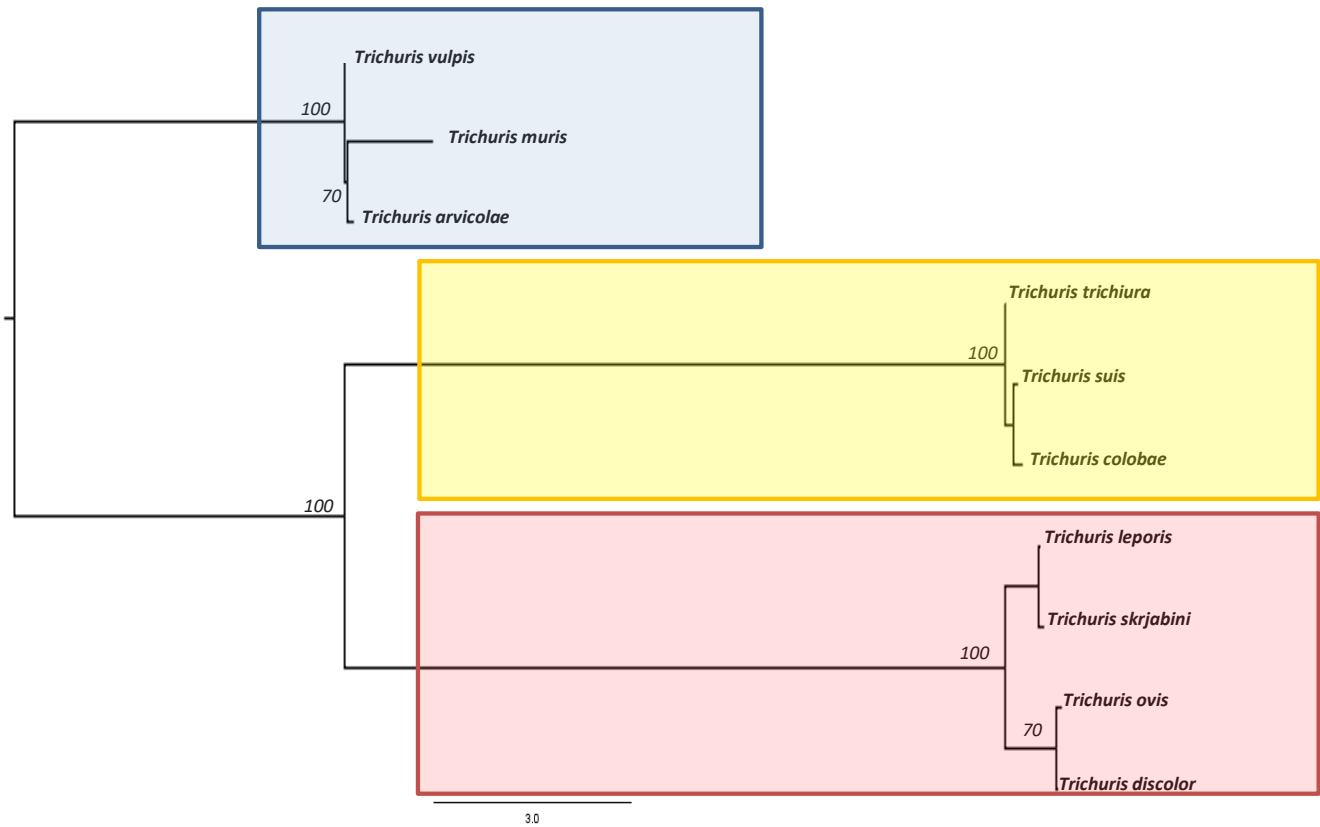 Trichuris vulpis
100
Trichuris muris
70
Trichuris arvicolae
Trichuris trichiura
100
Trichuris suis
Trichuris colobae
100
Trichuris leporis
Trichuris skrjabini
100
Trichuris ovis
70
Trichuris discolor
3.0